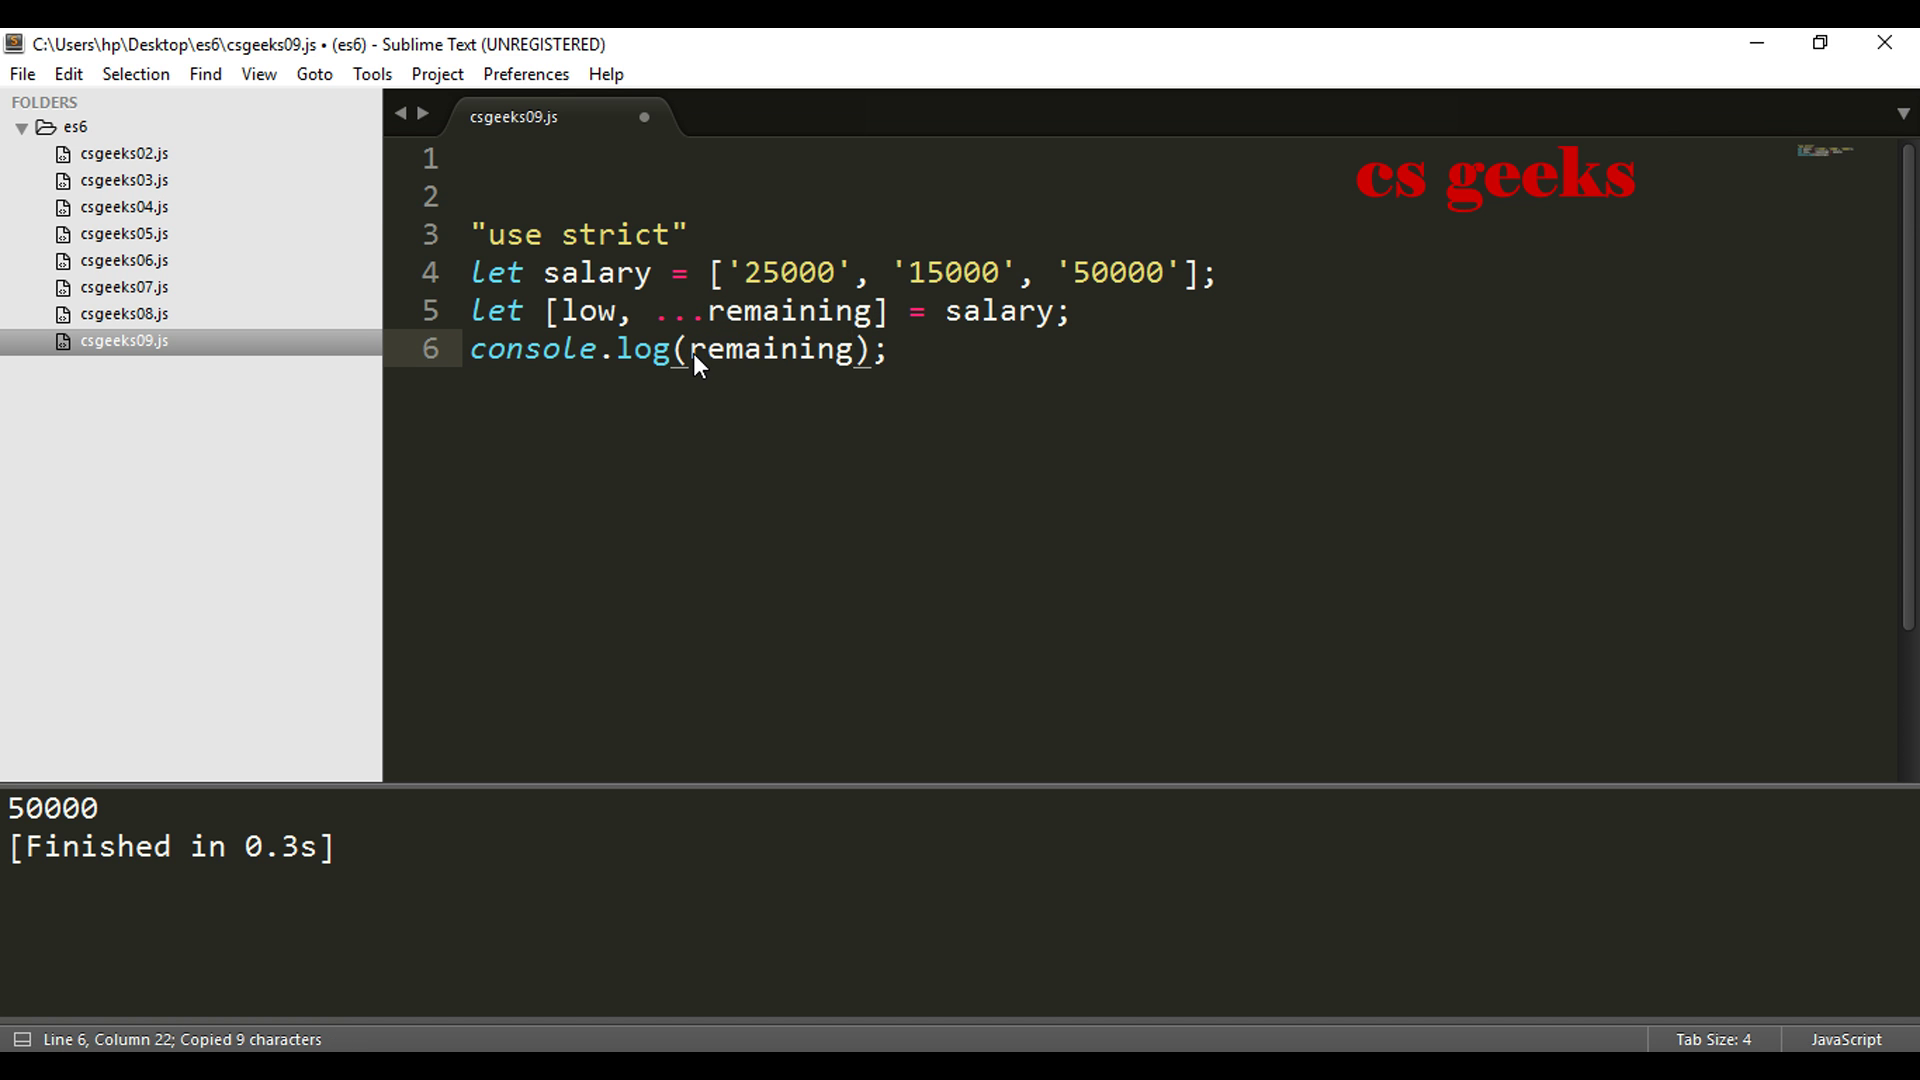 C:\Users\hp\Desktop\es6\csgeeks09.js • (es6) - Sublime Text (UNREGISTERED)
File Edit Selection Find View Goto Tools Project Preferences Help
FOLDERS
es6
csgeeks02.js
csgeeks03.js
csgeeks04.js
csgeeks05.js
csgeeks06.js
csgeeks07.js
csgeeks08.js
csgeeks09.js
csgeeks09.js
cs geeks
1
2
3 "use strict"
4 let salary = ['25000', '15000', '50000'];
5 let [low, ...remaining] = salary;
6 console.log(remaining);
50000
[Finished in 0.3s]
Line 6, Column 22; Copied 9 characters
Tab Size: 4
JavaScript